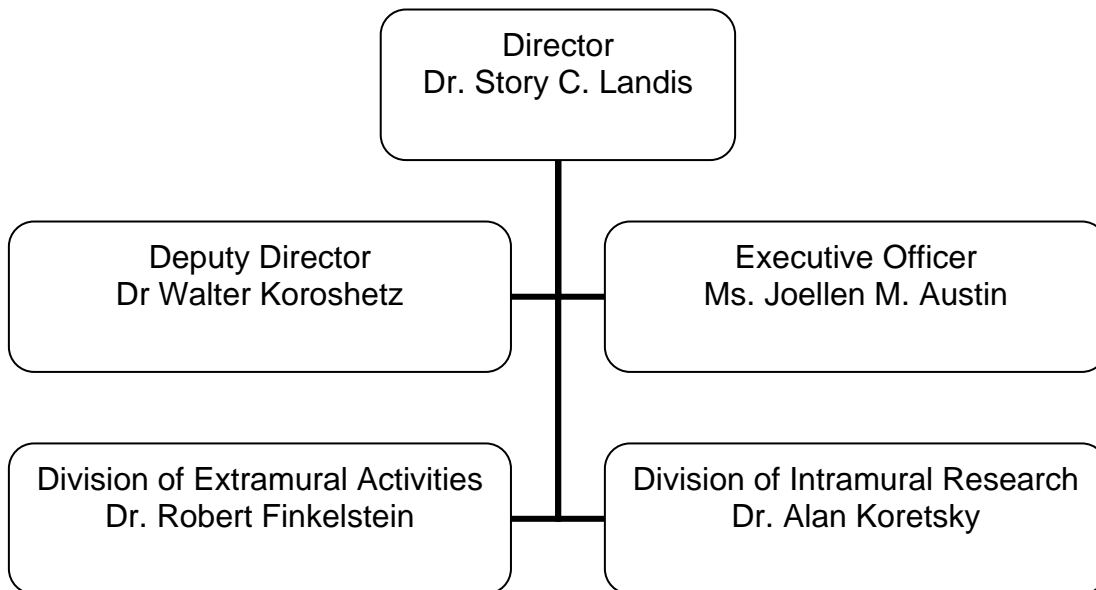 Director
Dr. Story C. Landis
Deputy Director
Dr Walter Koroshetz
Executive Officer
Ms. Joellen M. Austin
Division of Extramural Activities
Dr. Robert Finkelstein
Division of Intramural Research
Dr. Alan Koretsky